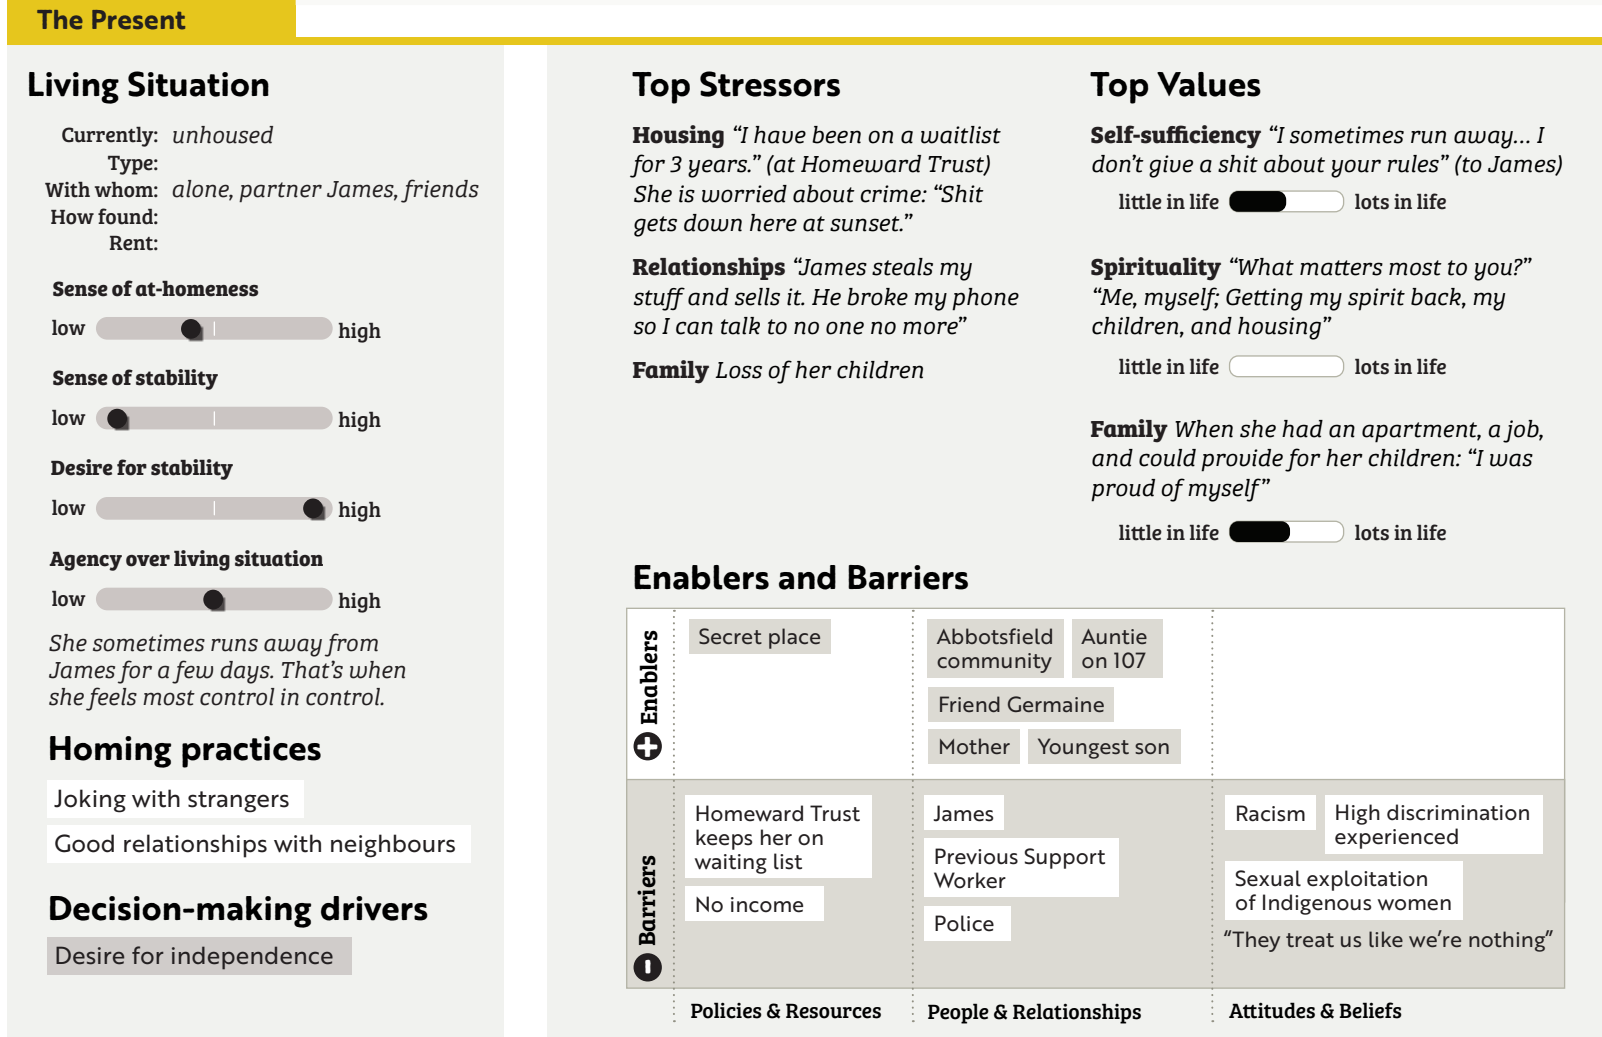 The Present
Living Situation
Currently: unhoused
Type:
With whom: alone, partner James, friends
How found:
Rent:
Sense of at-homeness
low high
Sense of stability
low high
Desire for stability
low high
Agency over living situation
low high
She sometimes runs away from
James for a few days. That’s when
she feels most control in control.
Homing practices
Joking with strangers
Good relationships with neighbours
Decision-making drivers
Desire for independence
Top Stressors
Housing “I have been on a waitlist
for 3 years.” (at Homeward Trust)
She is worried about crime: “Shit
gets down here at sunset.”
Relationships “James steals my
stuff and sells it. He broke my phone
so I can talk to no one no more”
Family Loss of her children
Top Values
Self-sufficiency “I sometimes run away... I
don’t give a shit about your rules” (to James)
little in life lots in life
Spirituality “What matters most to you?”
“Me, myself; Getting my spirit back, my
children, and housing”
little in life lots in life
Family When she had an apartment, a job,
and could provide for her children: “I was
proud of myself”
little in life lots in life
Enablers and Barriers
Enablers
Secret place
Abbotsfield
community
Auntie
on 107
Friend Germaine
Mother
Youngest son
Barriers
Homeward Trust
keeps her on
waiting list
No income
James
Previous Support
Worker
Police
Racism
High discrimination
experienced
Sexual exploitation
of Indigenous women
“They treat us like we’re nothing”
Policies & Resources
People & Relationships
Attitudes & Beliefs